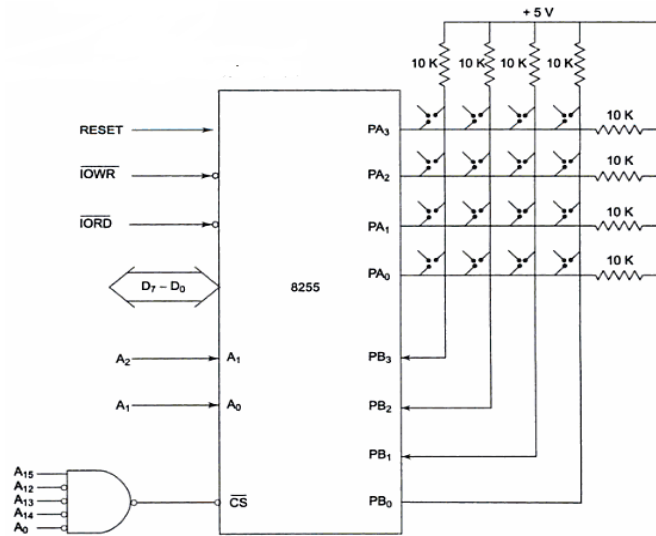 + 5 V
10 K 10 K 10 K 10 K
RESET
PA3
10 K
IOWR
PA2
10 K
IORD
PA1
10 K
D7 – D0
8255
PA0
10 K
A2
A1
PB3
A1
A0
PB2
PB1
A15
A12
A13
A14
A0
CS
PB0